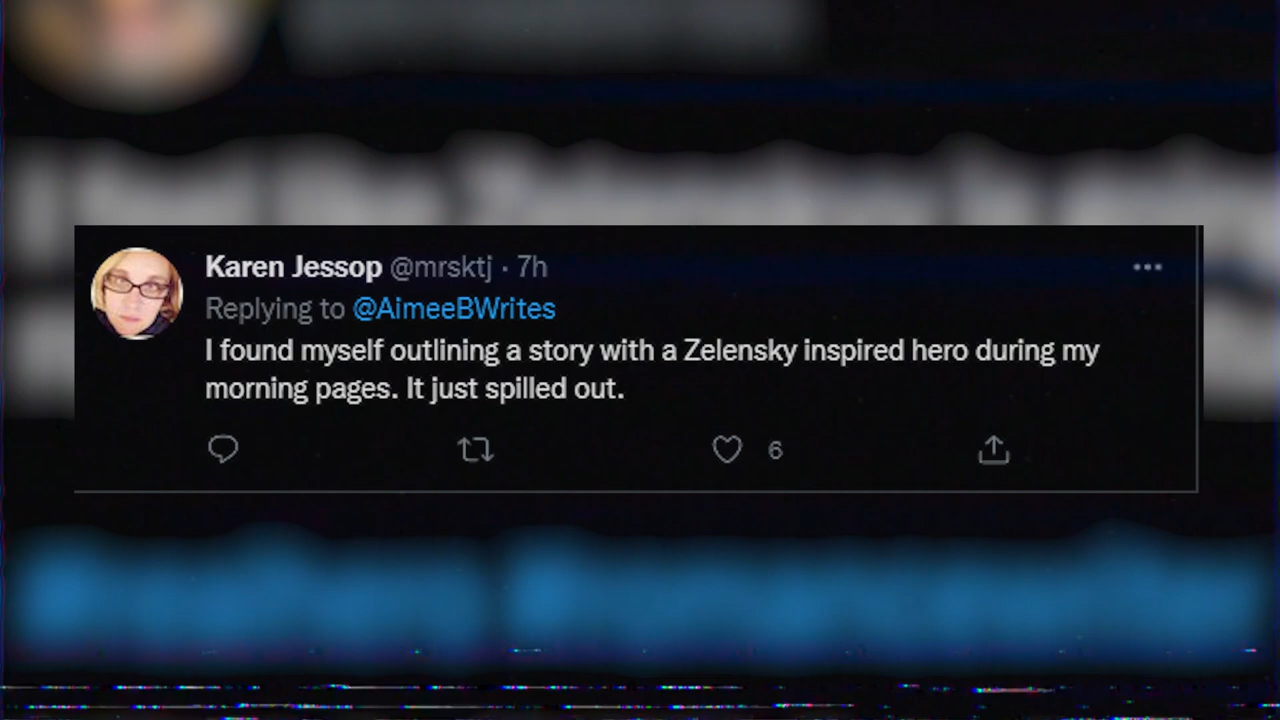 Karen Jessop @mrsktj · 7h
Replying to @AimeeBWrites
I found myself outlining a story with a Zelensky inspired hero during my
morning pages. It just spilled out.
6